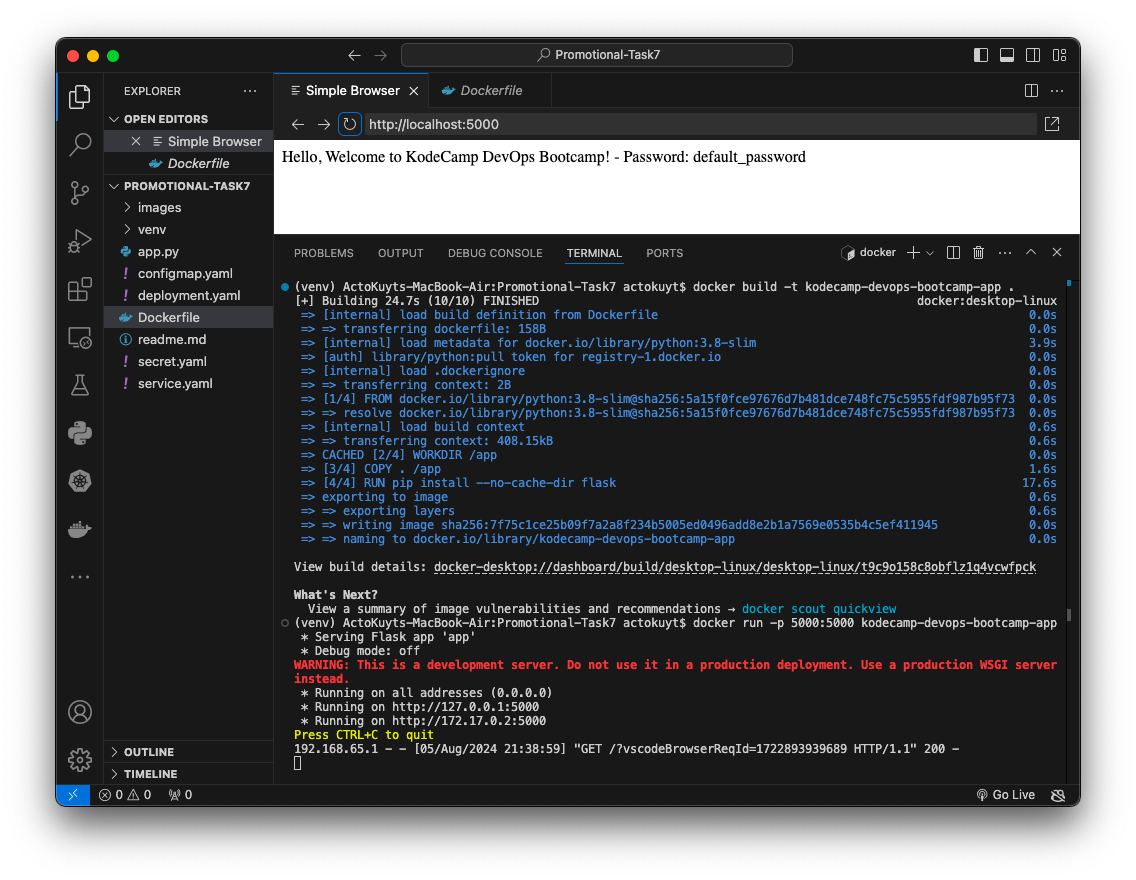 Promotional-Task7
EXPLORER
OPEN EDITORS
Simple Browser
Dockerfile
PROMOTIONAL-TASK7
images
venv
app.py
! configmap.yaml
! deployment.yaml
Dockerfile
readme.md
! secret.yaml
! service.yaml
OUTLINE
TIMELINE
Simple Browser
Dockerfile
http://localhost:5000
Hello, Welcome to KodeCamp DevOps Bootcamp! - Password: default_password
PROBLEMS OUTPUT DEBUG CONSOLE TERMINAL PORTS
docker
(venv) ActoKuyts-MacBook-Air:Promotional-Task7 actokuyt$ docker build -t kodecamp-devops-bootcamp-app .
[+] Building 24.7s (10/10) FINISHED docker:desktop-linux
=> [internal] load build definition from Dockerfile 0.0s
=> => transferring dockerfile: 158B 0.0s
=> [internal] load metadata for docker.io/library/python:3.8-slim 3.9s
=> [auth] library/python:pull token for registry-1.docker.io 0.0s
=> [internal] load .dockerignore 0.0s
=> => transferring context: 2B 0.0s
=> [1/4] FROM docker.io/library/python:3.8-slim@sha256:5a15f0fce97676d7b481dce748fc75c5955fdf987b95f73 0.0s
=> => resolve docker.io/library/python:3.8-slim@sha256:5a15f0fce97676d7b481dce748fc75c5955fdf987b95f73 0.0s
=> [internal] load build context 0.6s
=> => transferring context: 408.15kB 0.6s
=> CACHED [2/4] WORKDIR /app 0.0s
=> [3/4] COPY . /app 1.6s
=> [4/4] RUN pip install --no-cache-dir flask 17.6s
=> exporting to image 0.6s
=> => exporting layers 0.6s
=> => writing image sha256:7f75c1ce25b09f7a2a8f234b5005ed0496add8e2b1a7569e0535b4c5ef411945 0.0s
=> => naming to docker.io/library/kodecamp-devops-bootcamp-app 0.0s
View build details: docker-desktop://dashboard/build/desktop-linux/desktop-linux/t9c9o158c8obflz1q4vcwfpck
What's Next?
View a summary of image vulnerabilities and recommendations → docker scout quickview
(venv) ActoKuyts-MacBook-Air:Promotional-Task7 actokuyt$ docker run -p 5000:5000 kodecamp-devops-bootcamp-app
* Serving Flask app 'app'
* Debug mode: off
WARNING: This is a development server. Do not use it in a production deployment. Use a production WSGI server
instead.
* Running on all addresses (0.0.0.0)
* Running on http://127.0.0.1:5000
* Running on http://172.17.0.2:5000
Press CTRL+C to quit
192.168.65.1 - - [05/Aug/2024 21:38:59] "GET /?vscodeBrowserReqId=1722893939689 HTTP/1.1" 200 -
0 0 0 Go Live